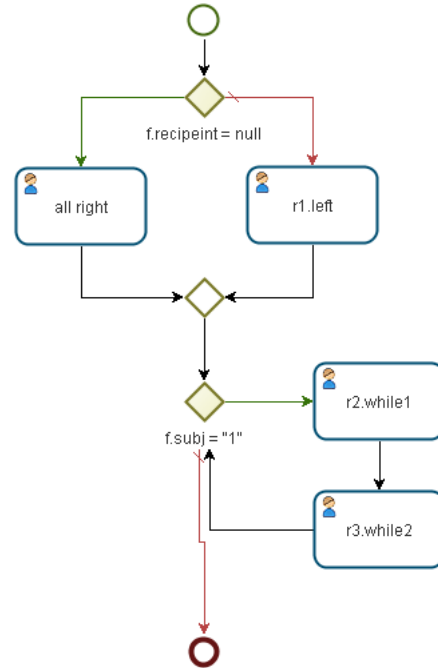 f.recipeint = null
all right
r1.left
f.subj = "1"
r2.while1
r3.while2